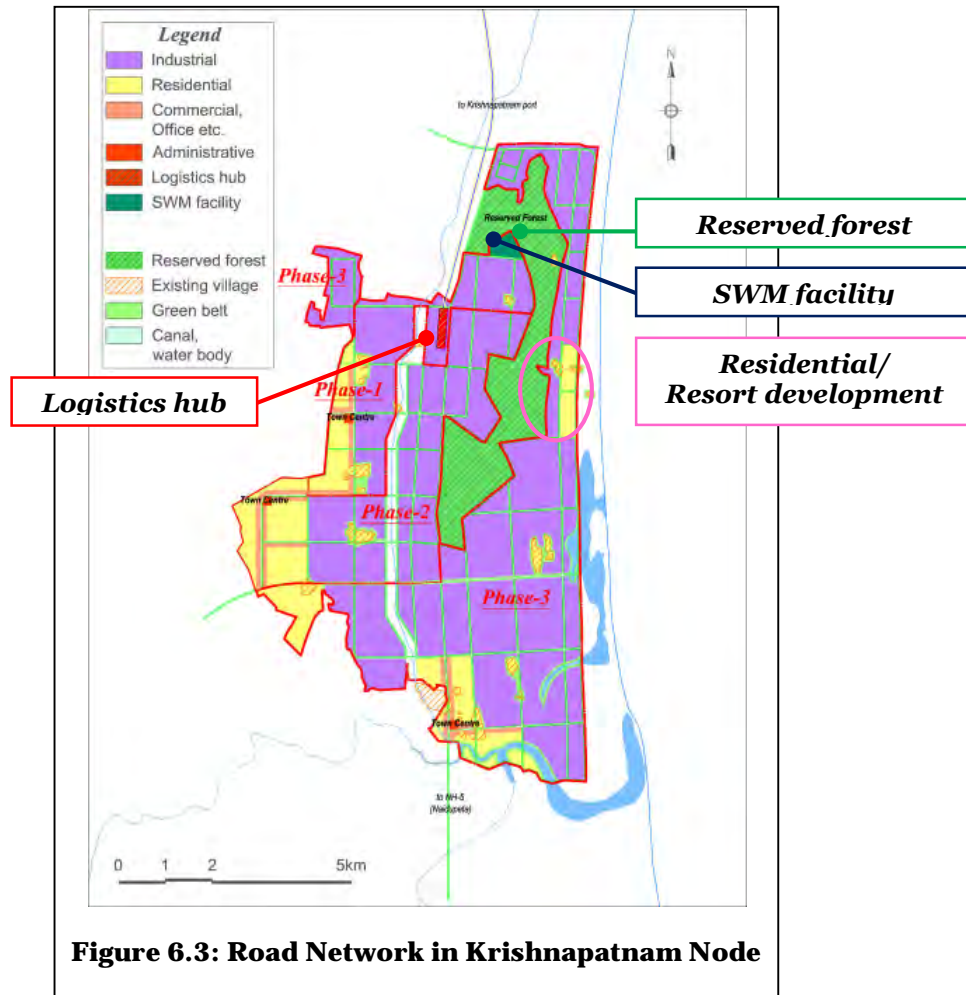 Legend
Industrial
Residential
Commercial,
Office etc.
Administrative
Logistics hub
SWM facility
Reserved forest
Existing village
Green belt
Canal,
water body
N
to Krishnapatnam port
Reserved Forest
Reserved forest
SWM facility
Residential/
Resort development
Phase-3
Logistics hub
Phase-1
Town Centre
Town Centre
Phase-2
Phase-3
Town Centre
to NH-5
(Naidupeta)
0 1 2 5km
Figure 6.3: Road Network in Krishnapatnam Node